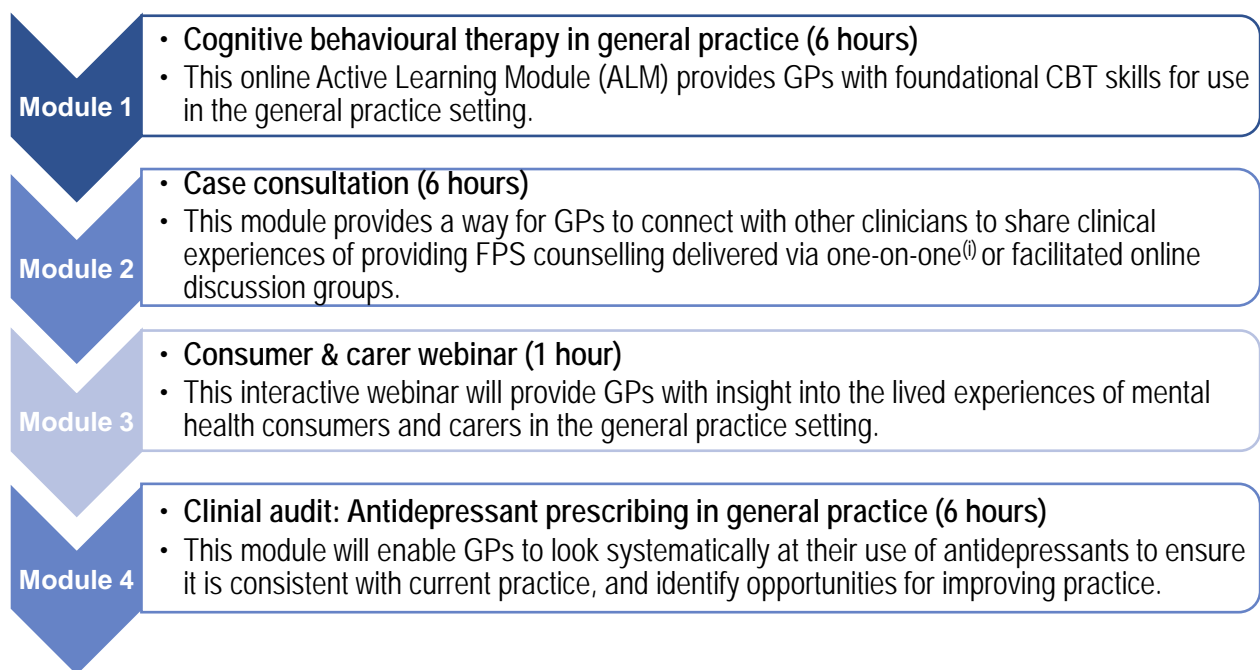 Module 1
• Cognitive behavioural therapy in general practice (6 hours)
• This online Active Learning Module (ALM) provides GPs with foundational CBT skills for use
in the general practice setting.
Module 2
• Case consultation (6 hours)
• This module provides a way for GPs to connect with other clinicians to share clinical
experiences of providing FPS counselling delivered via one-on-one(i) or facilitated online
discussion groups.
Module 3
• Consumer & carer webinar (1 hour)
• This interactive webinar will provide GPs with insight into the lived experiences of mental
health consumers and carers in the general practice setting.
Module 4
• Clinial audit: Antidepressant prescribing in general practice (6 hours)
• This module will enable GPs to look systematically at their use of antidepressants to ensure
it is consistent with current practice, and identify opportunities for improving practice.